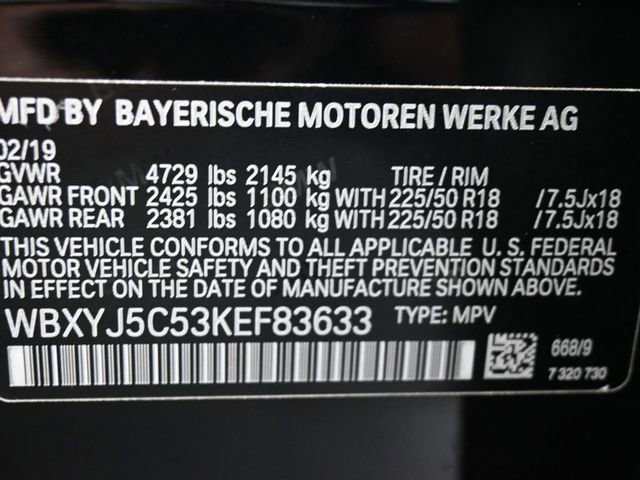 MFD BY BAYERISCHE MOTOREN WERKE AG
02/19
GVWR 4729 lbs 2145 kg TIRE / RIM
GAWR FRONT 2425 lbs 1100 kg WITH 225/50 R18 /7.5Jx18
GAWR REAR 2381 lbs 1080 kg WITH 225/50 R18 /7.5Jx18
THIS VEHICLE CONFORMS TO ALL APPLICABLE U. S. FEDERAL
MOTOR VEHICLE SAFETY AND THEFT PREVENTION STANDARDS
IN EFFECT ON THE DATE OF MANUFACTURE SHOWN ABOVE.
WBXYJ5C53KEF83633 TYPE: MPV
668/9
7 320 730